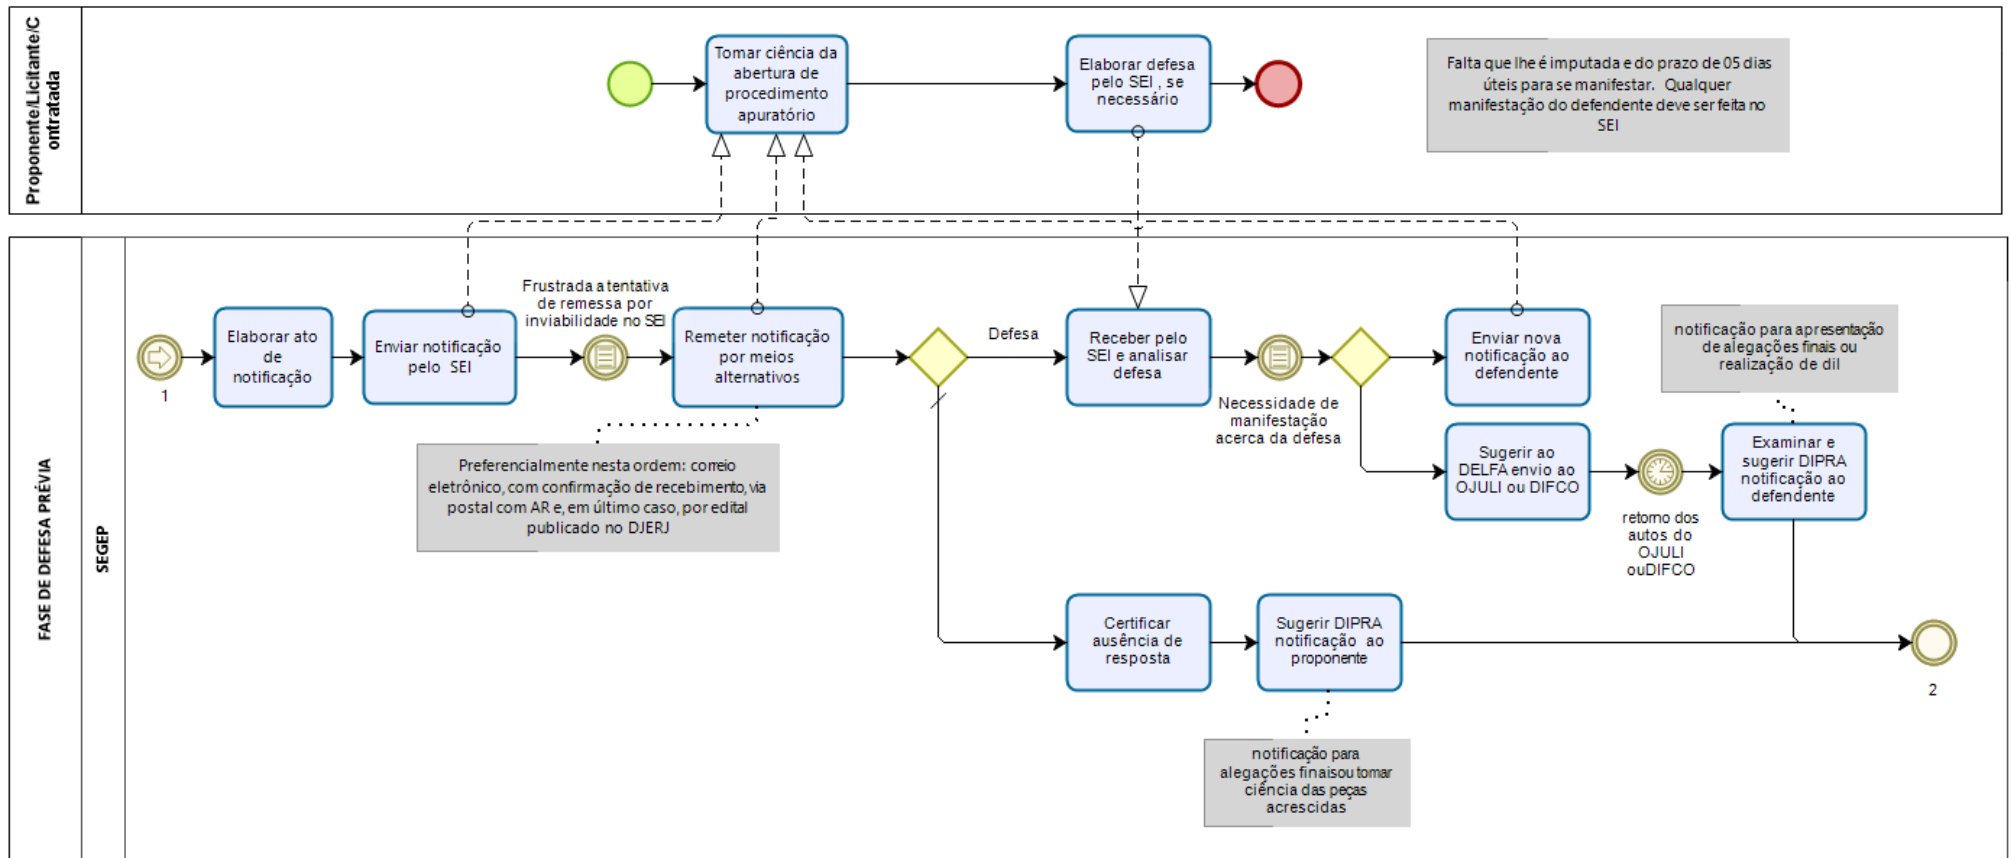 Proponente/Licitante/C
ontratada
Tomar ciência da
abertura de
procedimento
apuratório
Elaborar defesa
pelo SEI , se
necessário
Falta que lhe é imputada e do prazo de 05 dias
úteis para se manifestar. Qualquer
manifestação do defendente deve ser feita no
SEI
FASE DE DEFESA PRÉVIA
SEGEP
1
Elaborar ato
de
notificação
Enviar notificação
pelo SEI
Frustrada a tentativa
de remessa por
inviabilidade no SEI
Remeter notificação
por meios
alternativos
Preferencialmente nesta ordem: correio
eletrônico, com confirmação de recebimento, via
postal com AR e, em último caso, por edital
publicado no DJERJ
Defesa
Receber pelo
SEI e analisar
defesa
Necessidade de
manifestação
acerca da defesa
Enviar nova
notificação ao
defendente
Sugerir ao
DELFA envio ao
OJULI ou DIFCO
retorno dos
autos do
OJULI
ouDIFCO
notificação para apresentação
de alegações finais ou
realização de dil
Examinar e
sugerir DIPRA
notificação ao
defendente
Certificar
ausência de
resposta
Sugerir DIPRA
notificação ao
proponente
notificação para
alegações finaisou tomar
ciência das peças
acrescidas
2